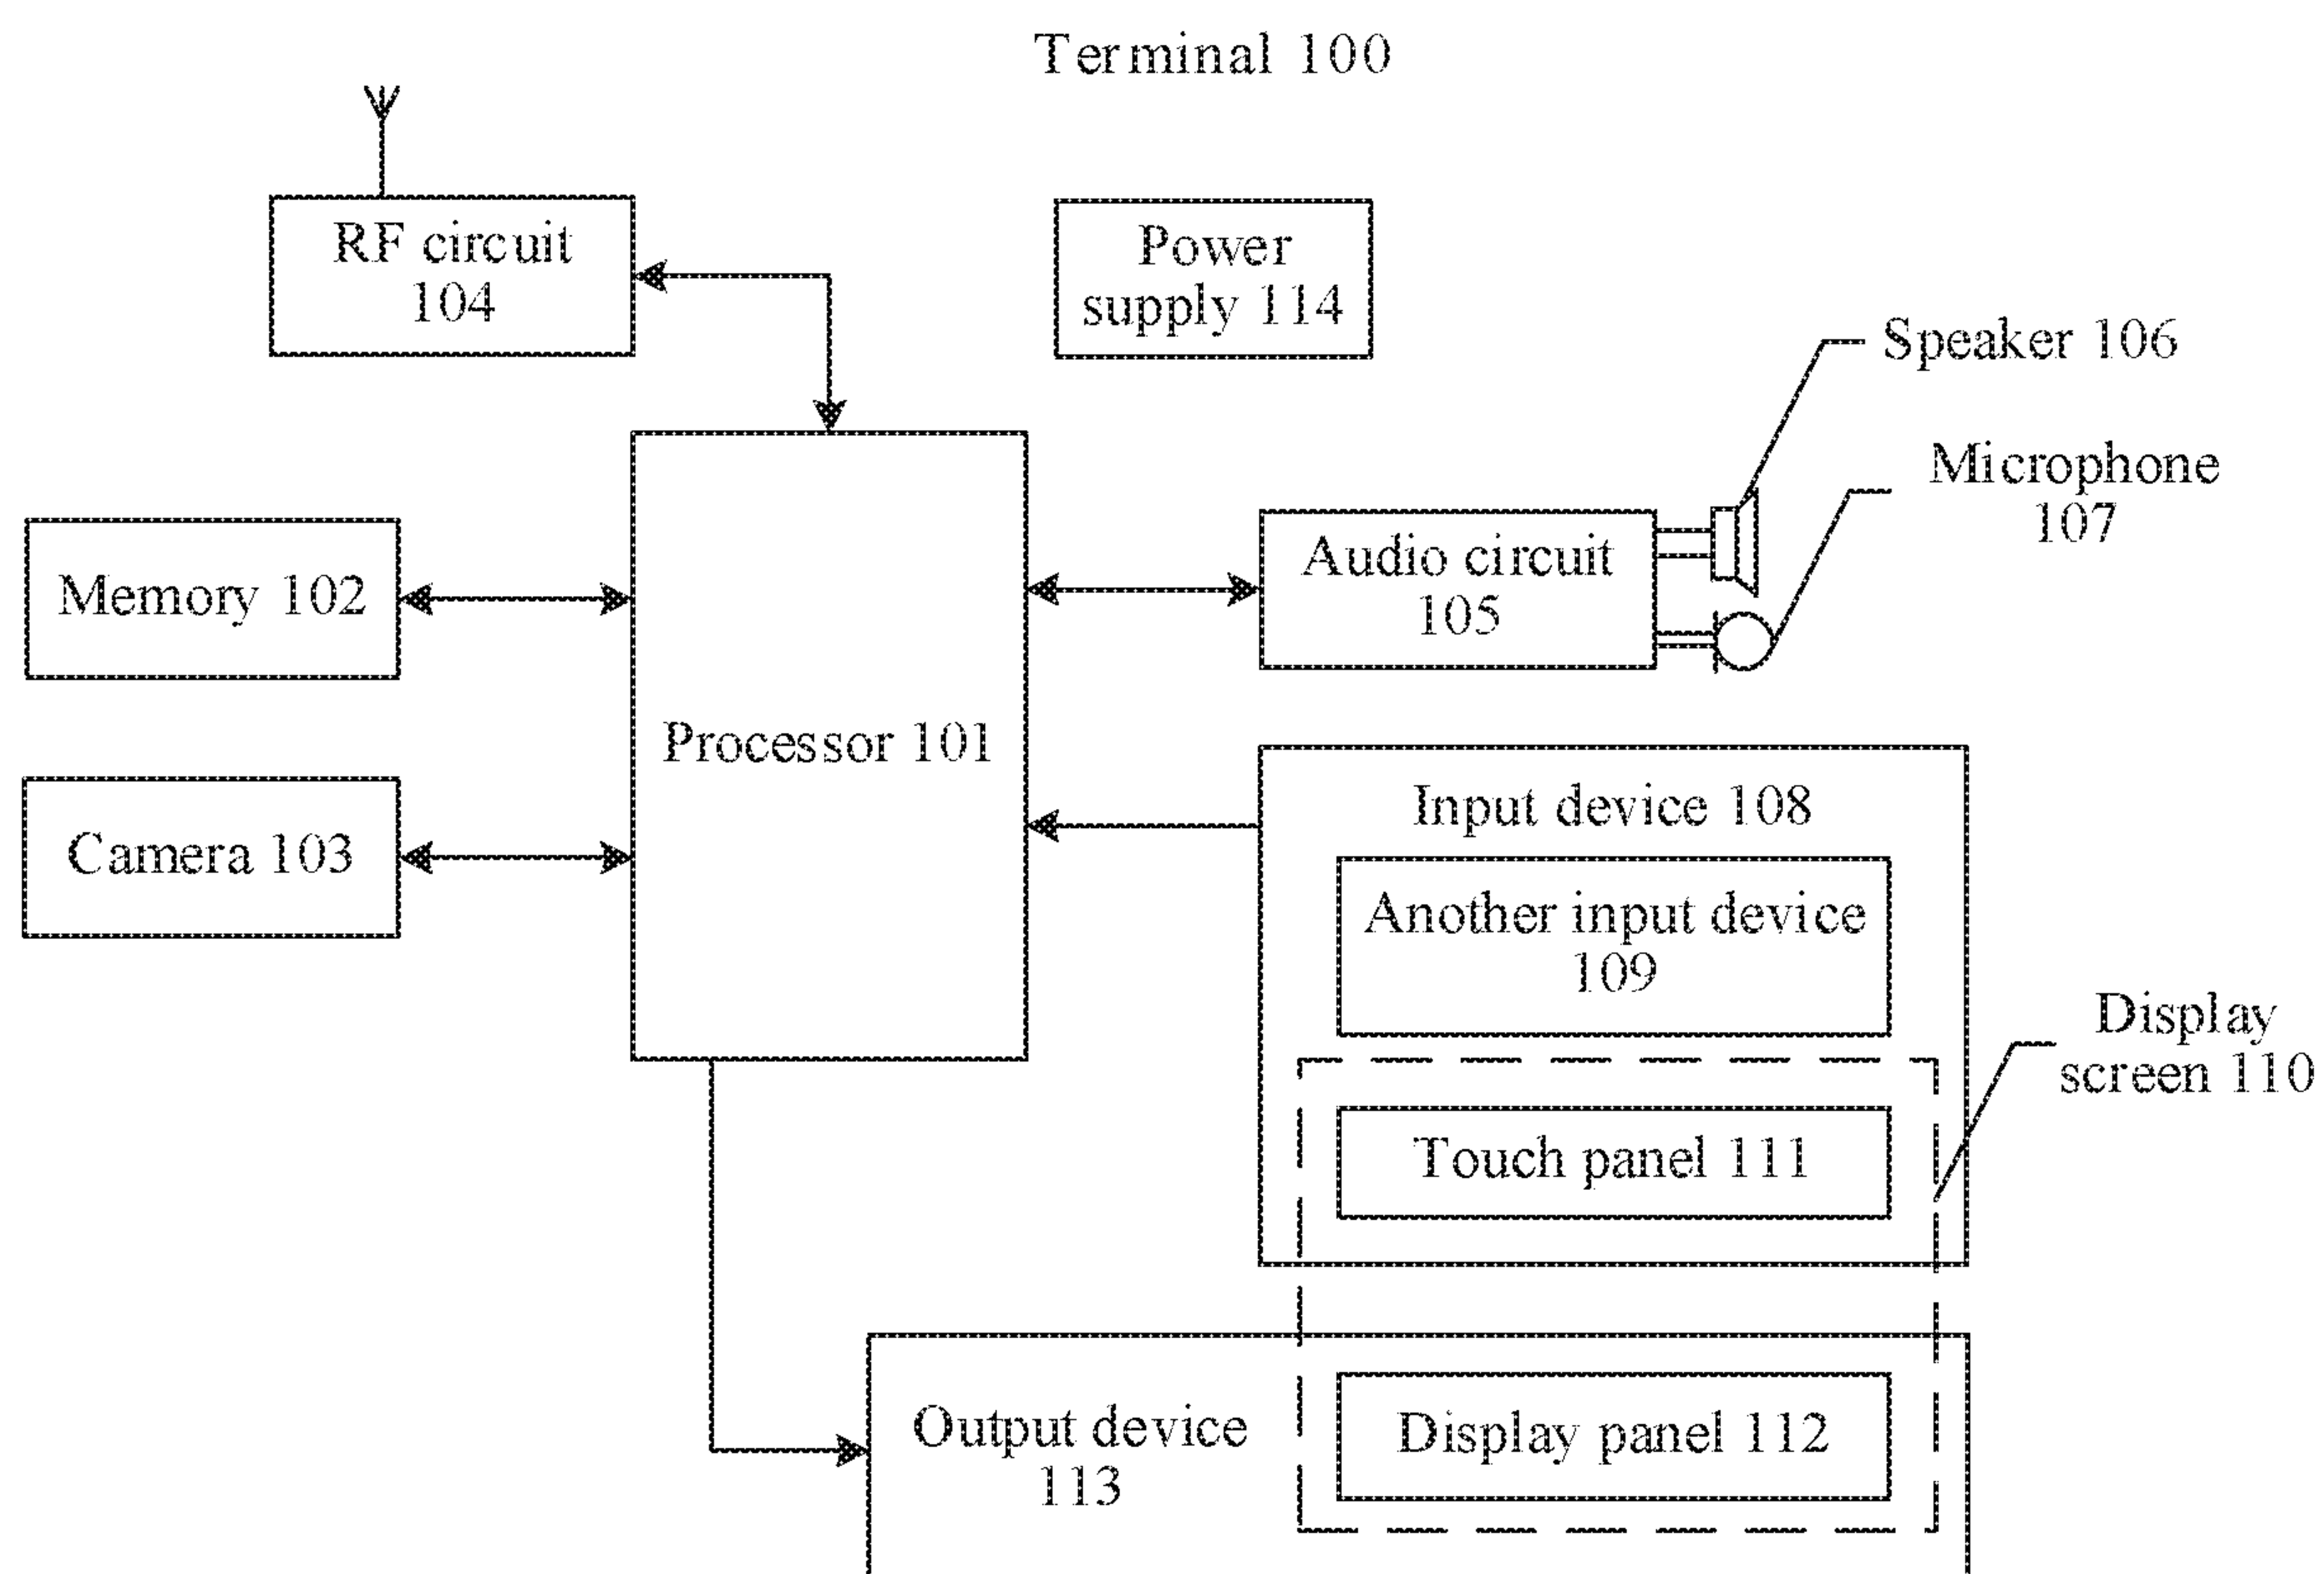 Terminal 100
RF circuit
104
Power
supply 114
Speaker 106
Microphone
107
Memory 102
Audio circuit
105
Processor 101
Camera 103
Input device 108
Another input device
109
Display
screen 110
Touch panel 111
Output device
113
Display panel 112